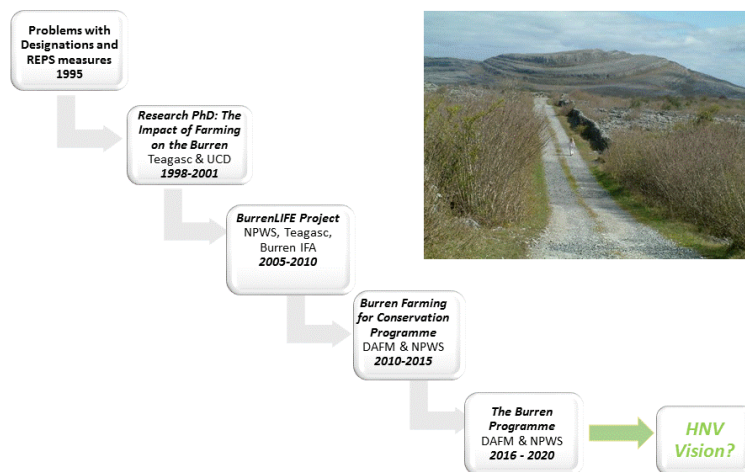 Problems with
Designations and
REPS measures
1995
Research PhD: The
Impact of Farming
on the Burren
Teagasc & UCD
1998-2001
BurrenLIFE Project
NPWS, Teagasc,
Burren IFA
2005-2010
Burren Farming
for Conservation
Programme
DAFM & NPWS
2010-2015
The Burren
Programme
DAFM & NPWS
2016 - 2020
HNV
Vision?